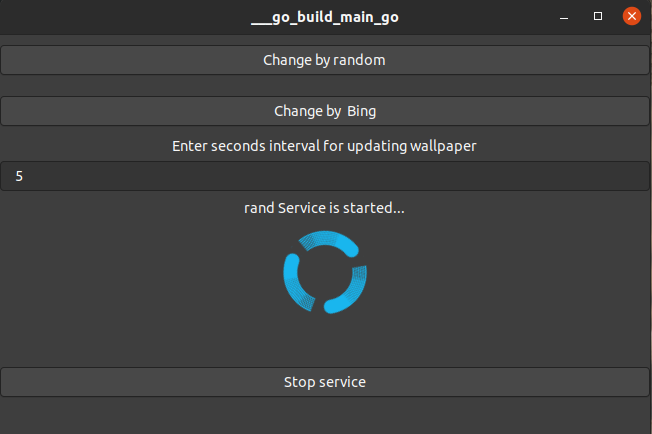 ___go_build_main_go
Change by random
Change by  Bing
Enter seconds interval for updating wallpaper
5
rand Service is started...
Stop service